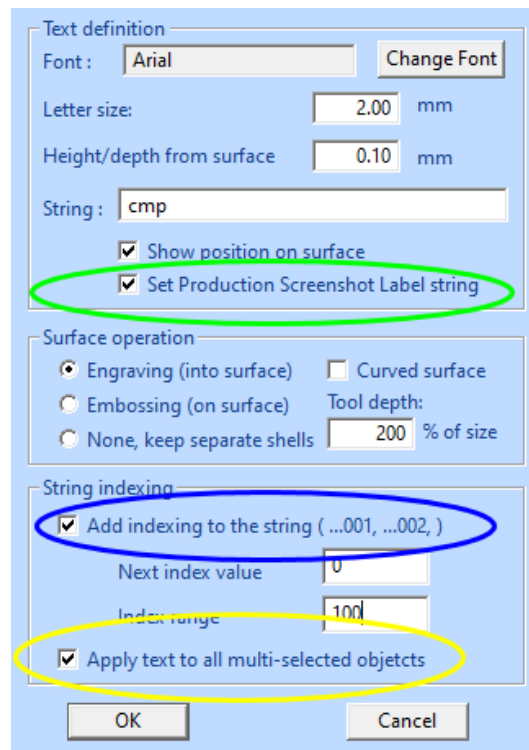 Text definition
Font : Arial Change Font
Letter size: 2.00 mm
Height/depth from surface 0.10 mm
String : cmp
Show position on surface
Set Production Screenshot Label string
Surface operation
Engraving (into surface) Curved surface
Embossing (on surface) Tool depth:
None, keep separate shells 200 % of size
String indexing
Add indexing to the string ( ...001, ...002, )
Next index value 0
Index range 100
Apply text to all multi-selected objetcts
OK Cancel